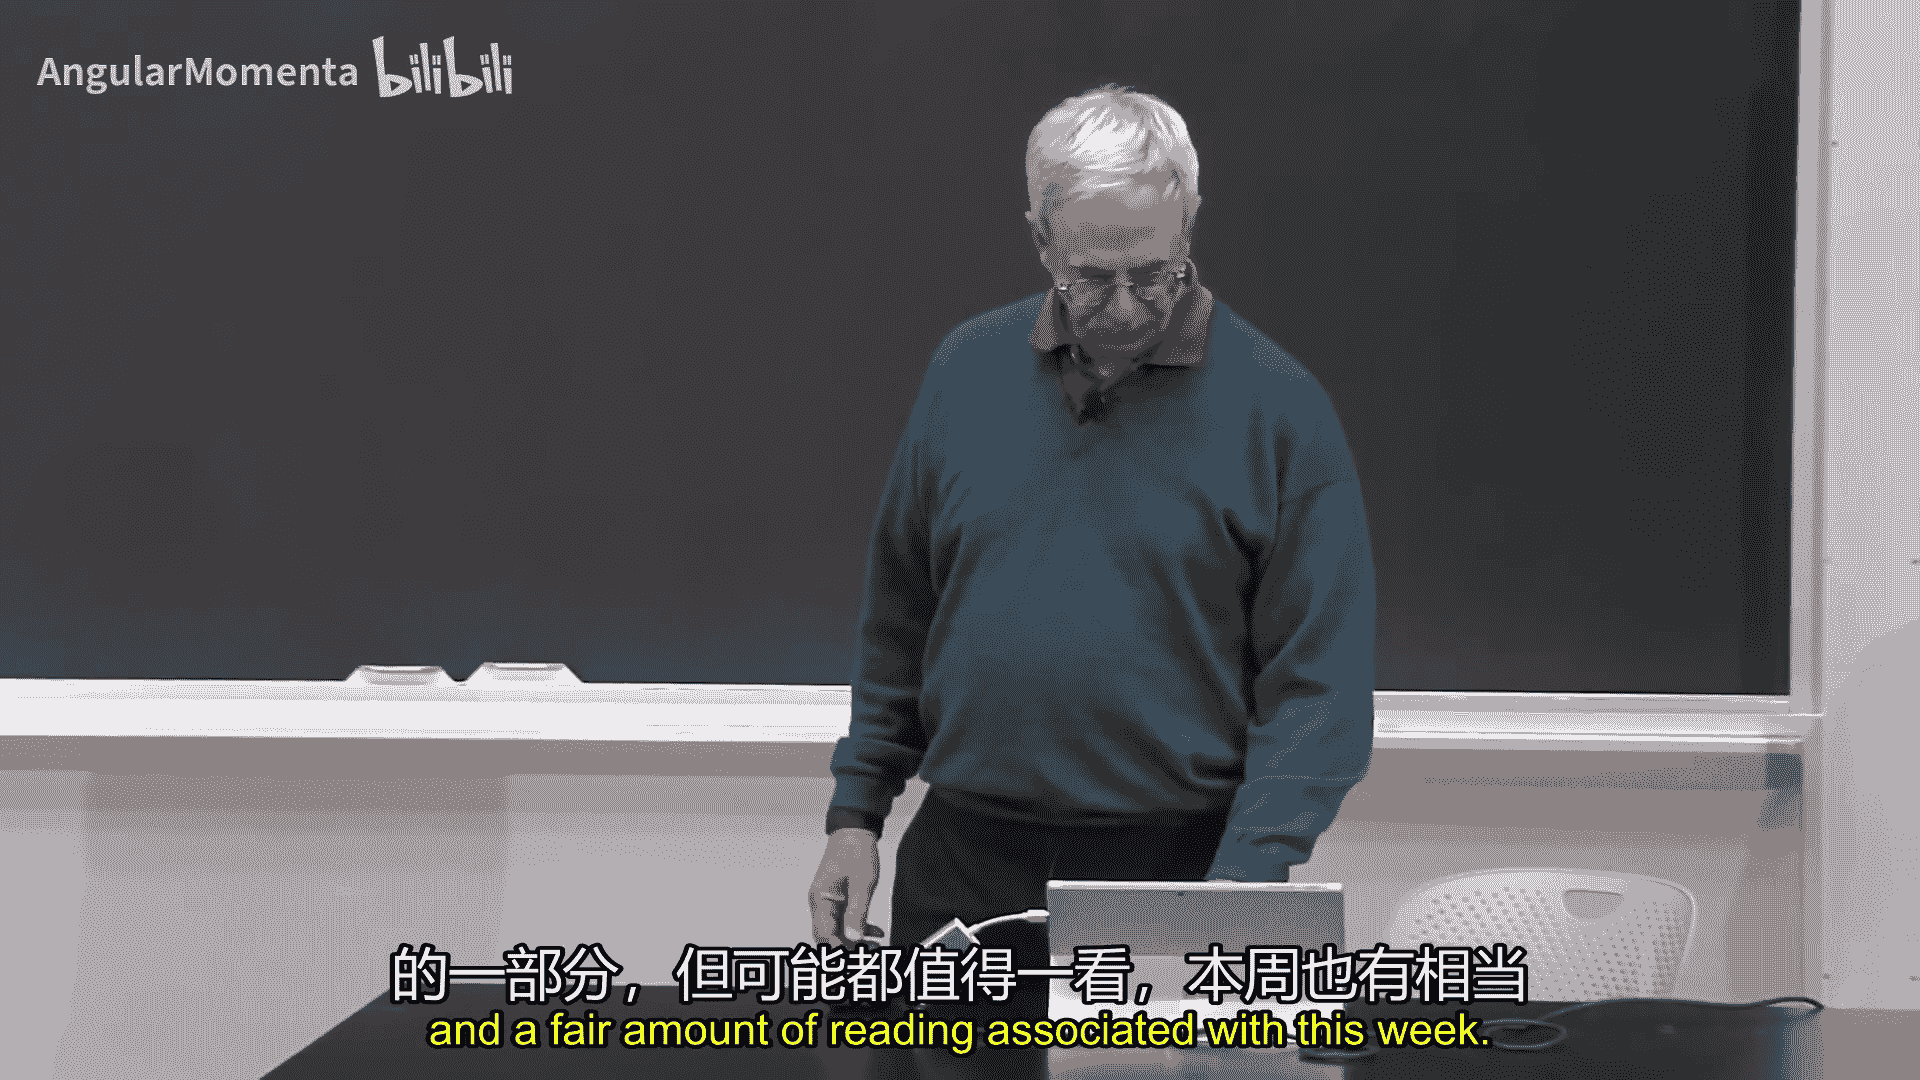 AngularMomenta bilibili
的一部分，但可能都值得一看，本周也有相当
and a fair amount of reading associated with this week.